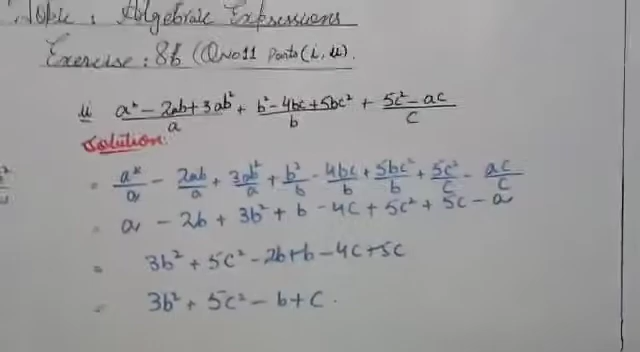 Topic: Algebraic Expressions
Exercise: 8b (Q No 11 Parts (i, ii).
ii (a² - 2ab + 3ab²)/a + (b² - 4bc + 5bc²)/b + (5c² - ac)/c
Solution:
= a²/a - 2ab/a + 3ab²/a + b²/b - 4bc/b + 5bc²/b + 5c²/c - ac/c
= a - 2b + 3b² + b - 4c + 5c² + 5c - a
= 3b² + 5c² - 2b + b - 4c + 5c
= 3b² + 5c² - b + c.